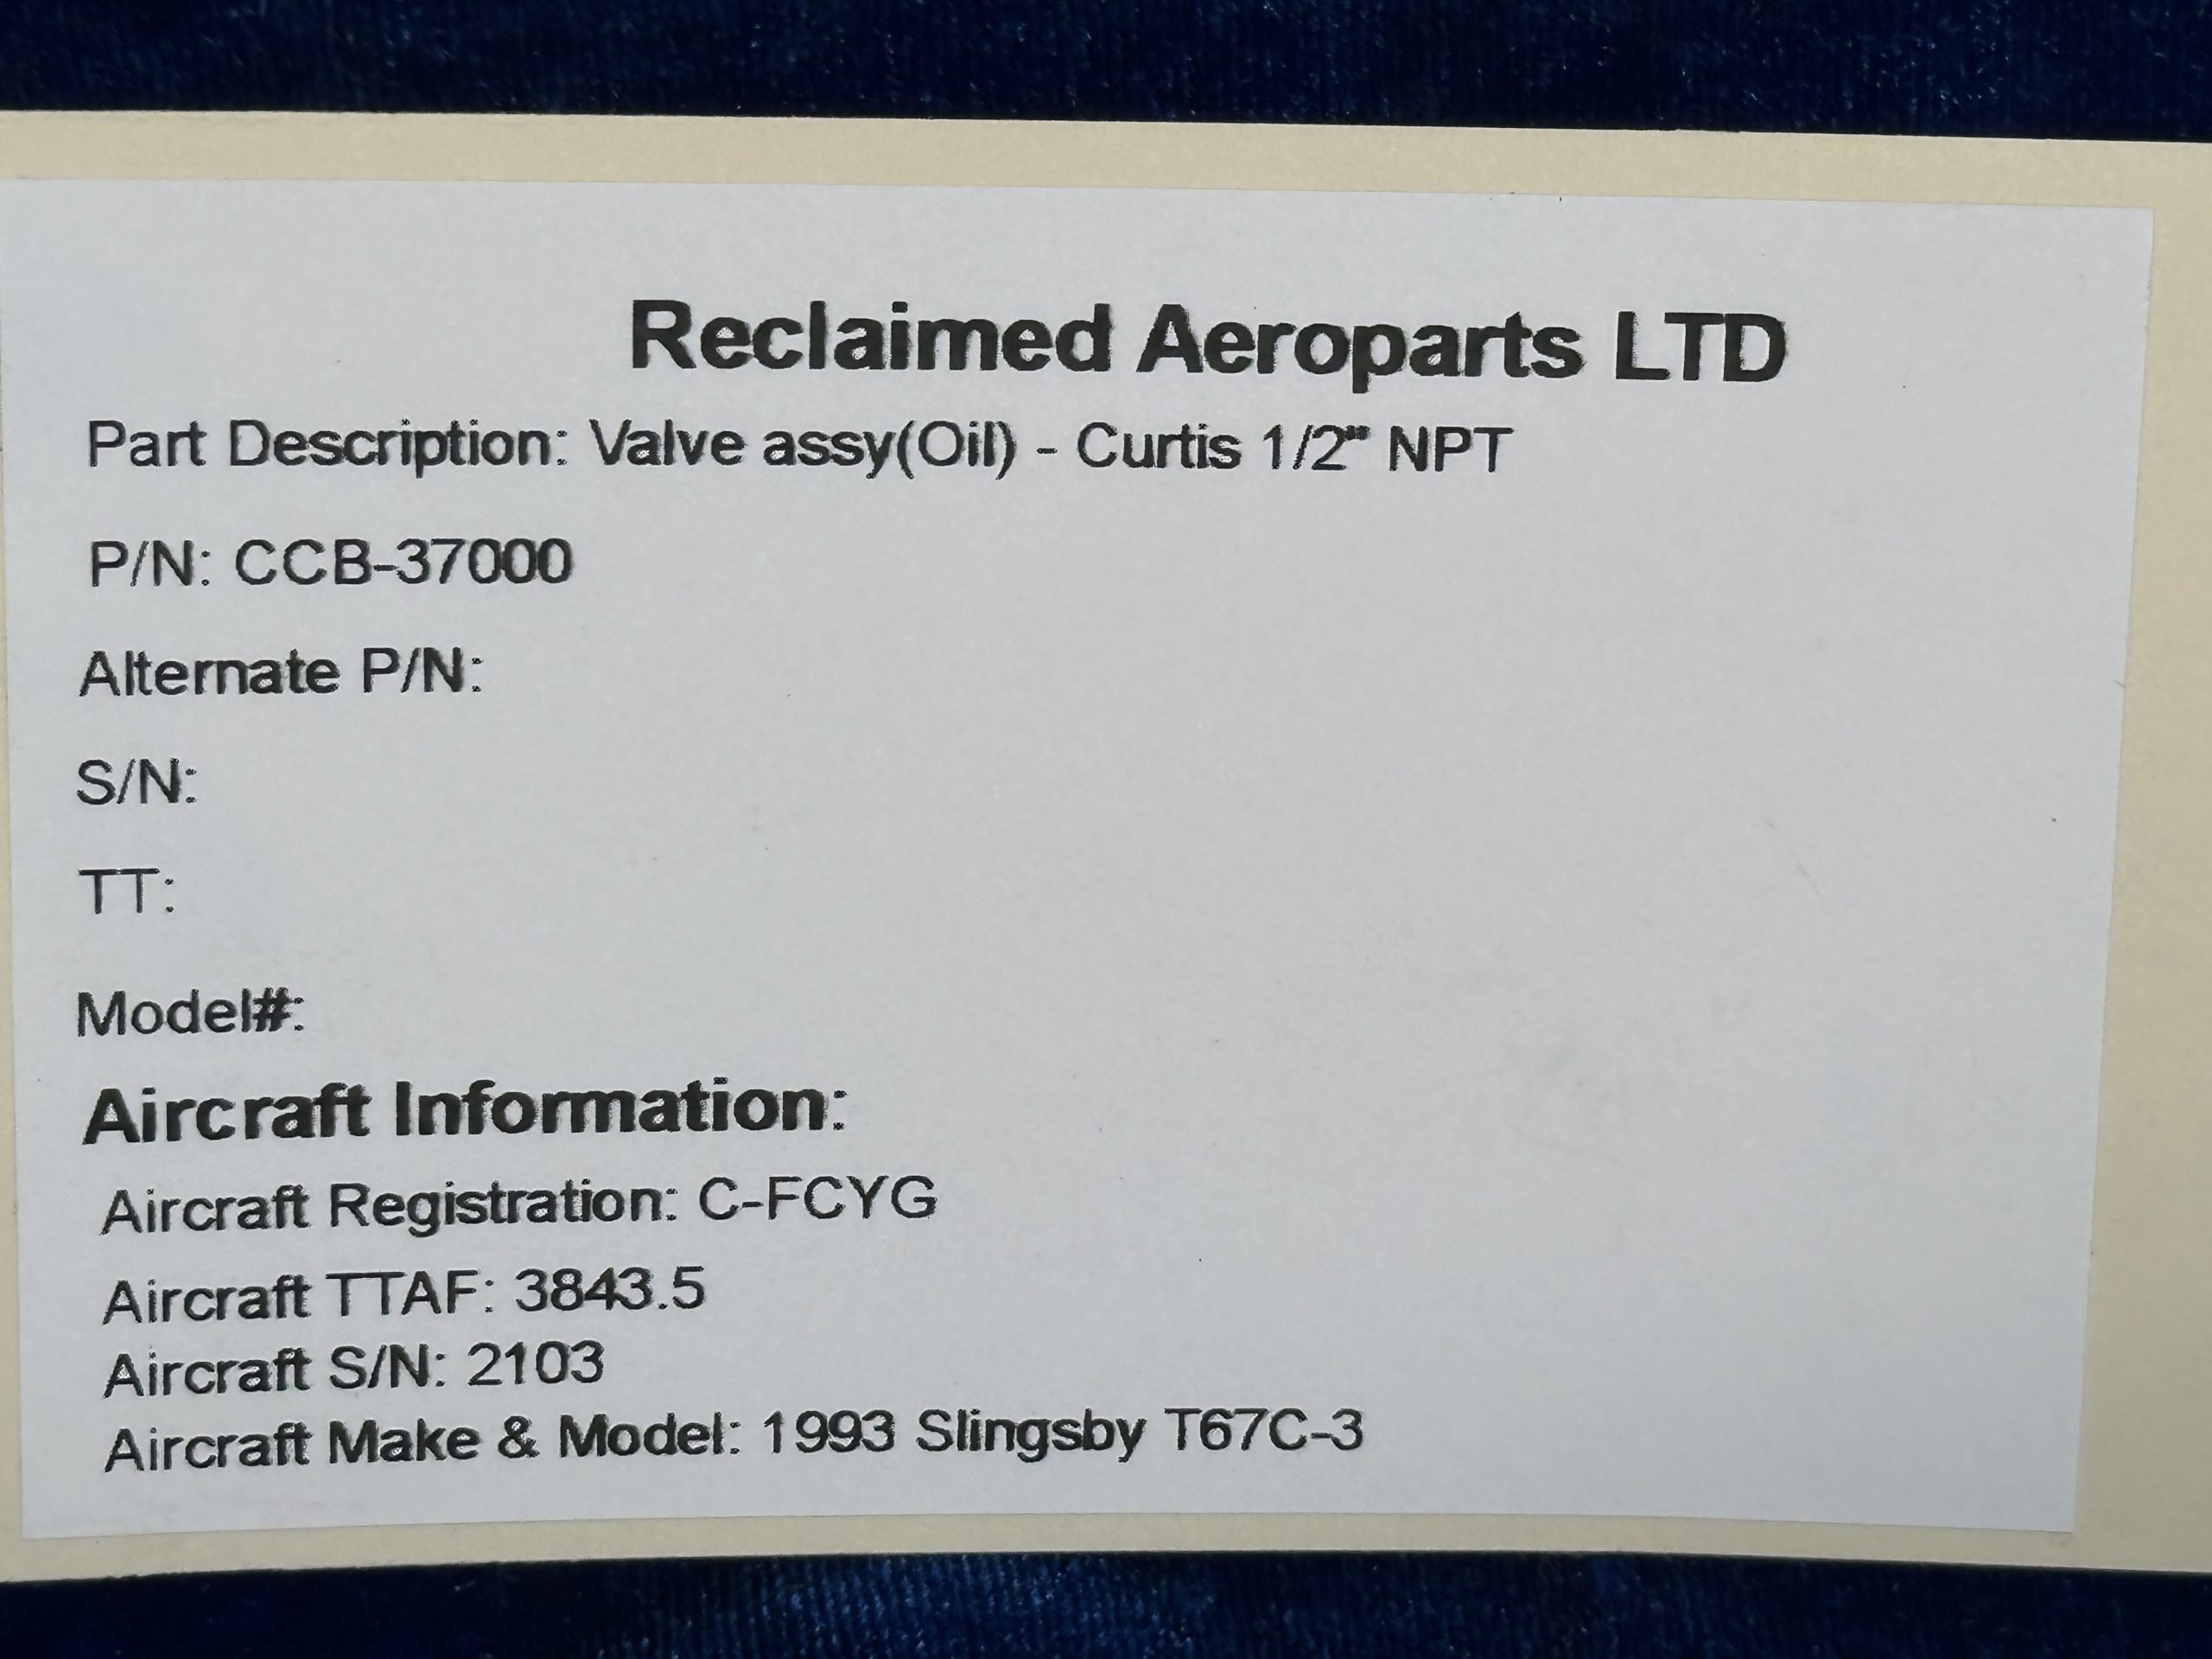 Reclaimed Aeroparts LTD
Part Description: Valve assy(Oil) - Curtis 1/2" NPT
P/N: CCB-37000
Alternate P/N:
S/N:
TT:
Model#:
Aircraft Information:
Aircraft Registration: C-FCYG
Aircraft TTAF: 3843.5
Aircraft S/N: 2103
Aircraft Make & Model: 1993 Slingsby T67C-3